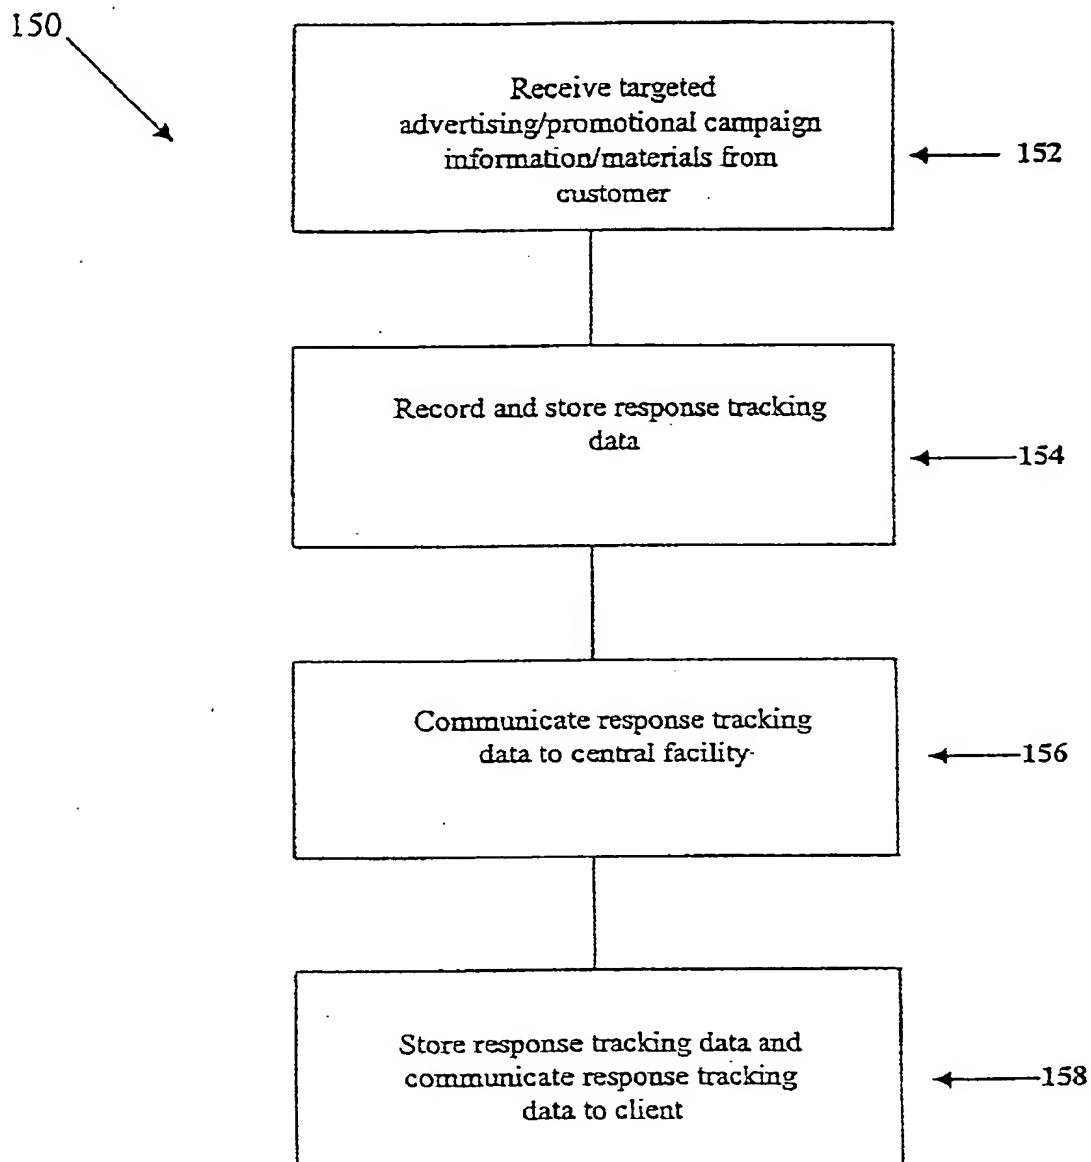 150
Receive targeted
advertising/promotional campaign
information/materials from
customer
152
Record and store response tracking
data
154
Communicate response tracking
data to central facility
156
Store response tracking data and
communicate response tracking
data to client
158